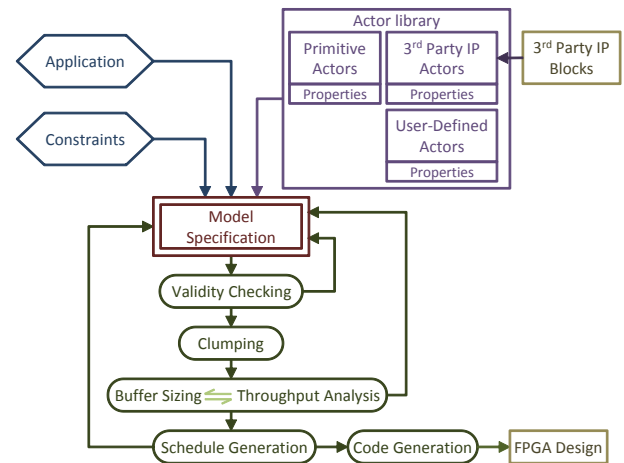 Actor library
Application
Primitive
Actors
Properties
3rd Party IP
Actors
Properties
3rd Party IP
Blocks
Constraints
User-Defined
Actors
Properties
Model
Specification
Validity Checking
Clumping
Buffer Sizing Throughput Analysis
Schedule Generation
Code Generation
FPGA Design